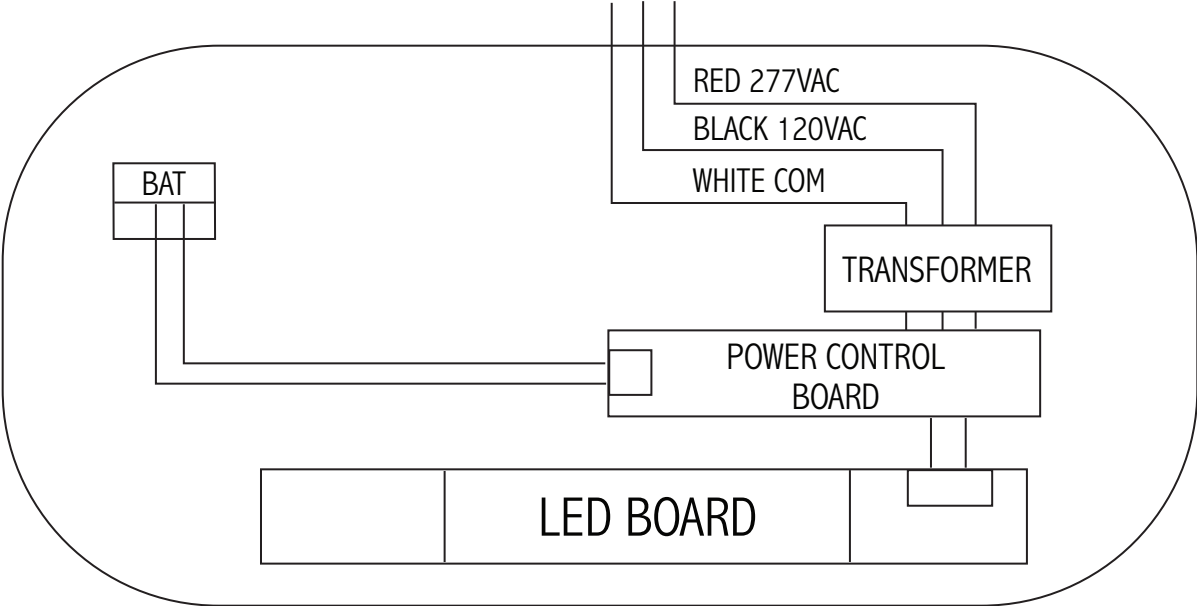 RED 277VAC
BLACK 120VAC
WHITE COM
BAT
TRANSFORMER
POWER CONTROL
BOARD
LED BOARD